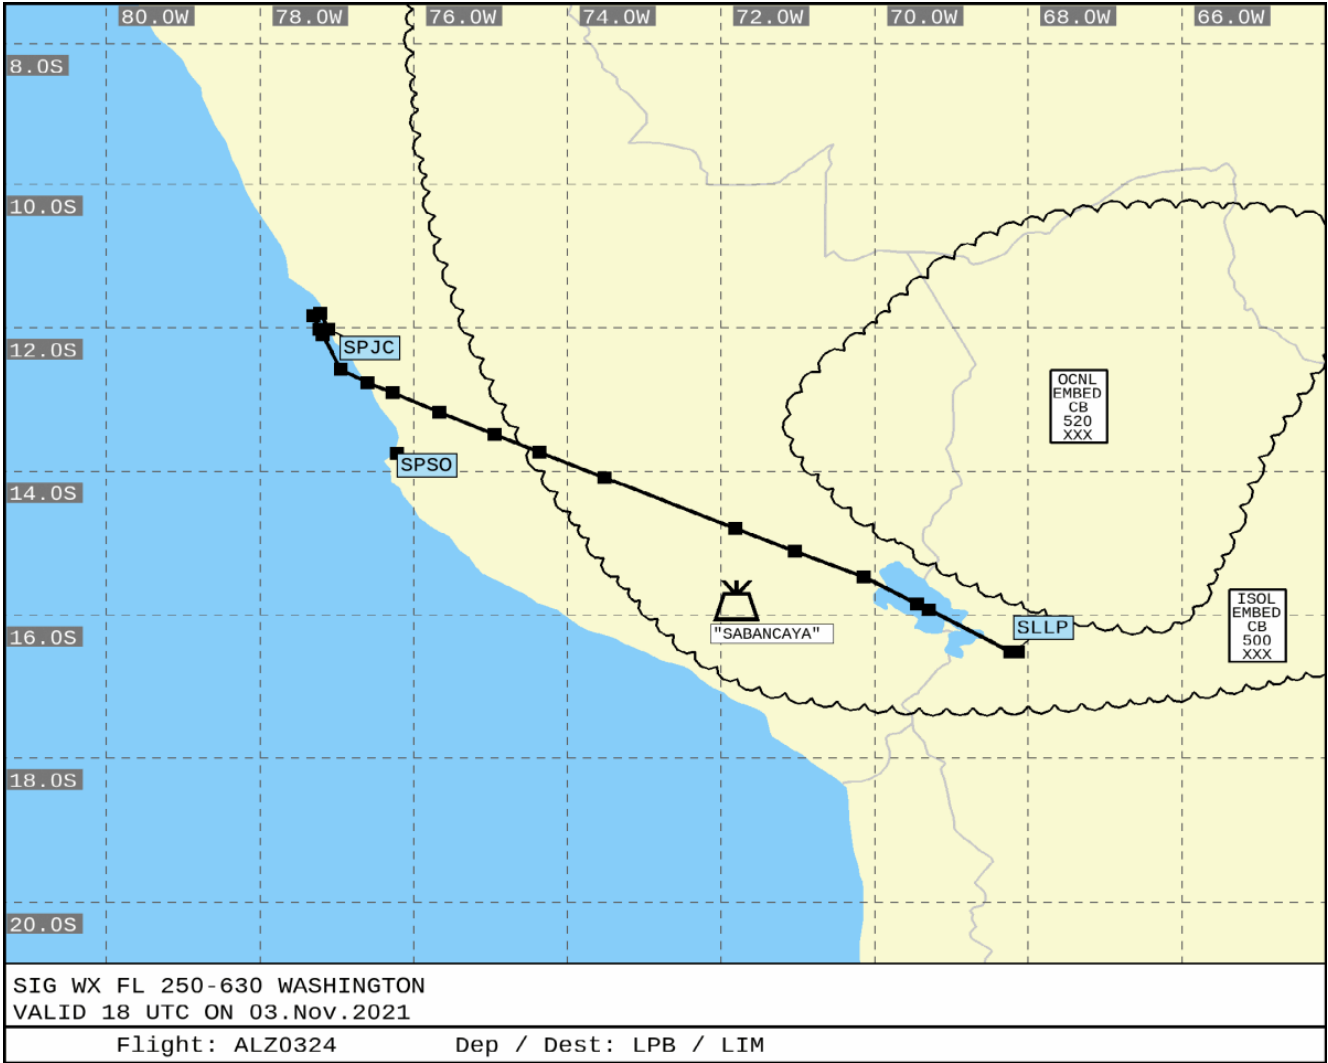 80.0W 78.0W 76.0W 74.0W 72.0W 70.0W 68.0W 66.0W
8.0S
10.0S
12.0S
SPJC
OCNL
EMBED
CB
520
XXX
SPSO
14.0S
ISOL
EMBED
CB
500
XXX
SLLP
"SABANCAYA"
16.0S
18.0S
20.0S
SIG WX FL 250-630 WASHINGTON
VALID 18 UTC ON 03.Nov.2021
Flight: ALZ0324 Dep / Dest: LPB / LIM